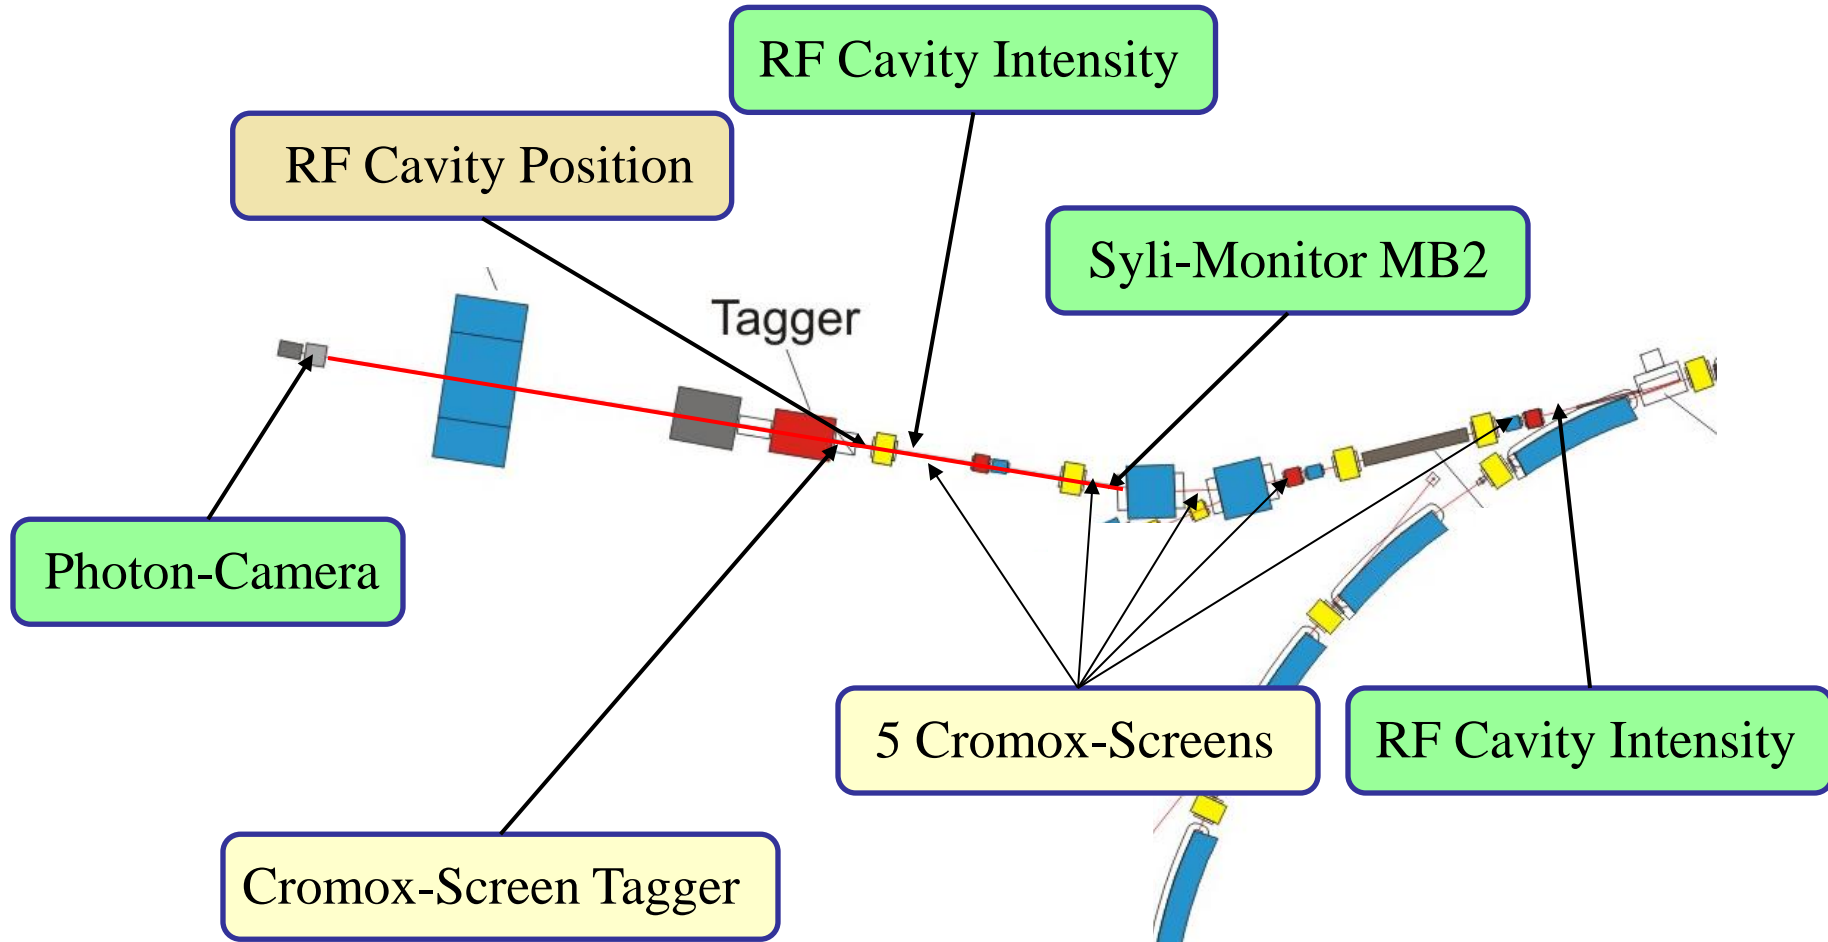 RF Cavity Intensity
RF Cavity Position
Syli-Monitor MB2
Tagger
Photon-Camera
5 Cromox-Screens
RF Cavity Intensity
Cromox-Screen Tagger